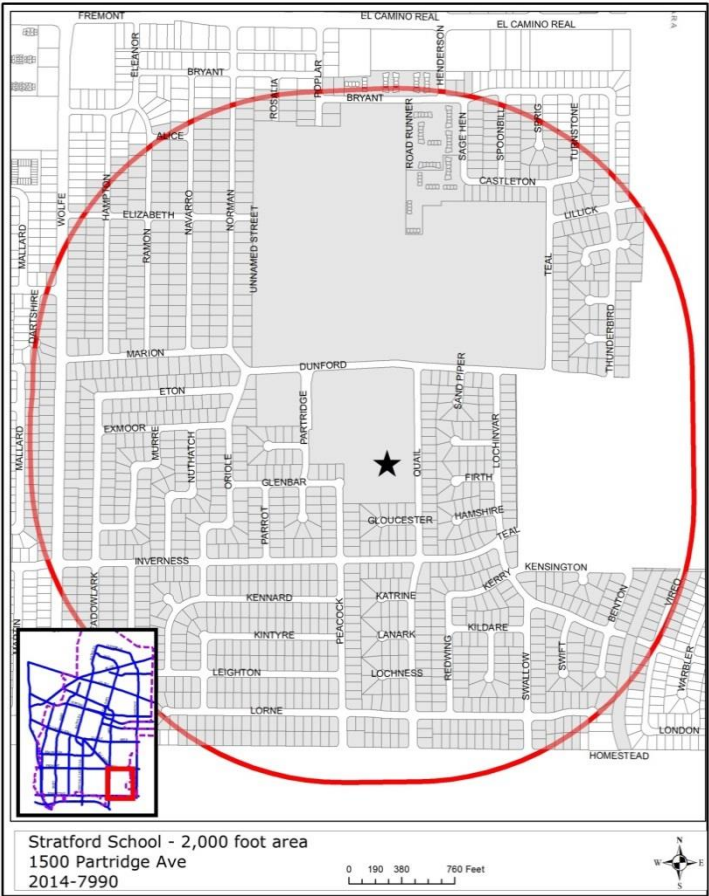 FREMONT
EL CAMINO REAL
EL CAMINO REAL
ELEANOR
BRYANT
ROSALIA
POPLAR
HENDERSON
BRYANT
ALICE
ROAD RUNNER
SAGE HEN
SPOONBILL
SPRIG
TURNSTONE
CASTLETON
WOLFE
HAMPTON
ELIZABETH
RAMON
NAVARRO
NORMAN
UNNAMED STREET
LILLICK
MALLARD
TEAL
DARTSHIRE
THUNDERBIRD
MARION
DUNFORD
ETON
SAND PIPER
EXMOOR
PARTRIDGE
MALLARD
MURRE
NUTHATCH
ORIOLE
QUAIL
LOCHINVAR
GLENBAR
FIRTH
PARROT
GLOUCESTER
HAMSHIRE
TEAL
INVERNESS
KERRY
KENSINGTON
KENNARD
KATRINE
BENTON
VIREO
PEACOCK
KINTYRE
LANARK
KILDARE
REDWING
LEIGHTON
LOCHNESS
SWALLOW
SWIFT
WARBLER
LORNE
LONDON
HOMESTEAD
Stratford School - 2,000 foot area
1500 Partridge Ave
2014-7990
0 190 380 760 Feet
N
W E
S